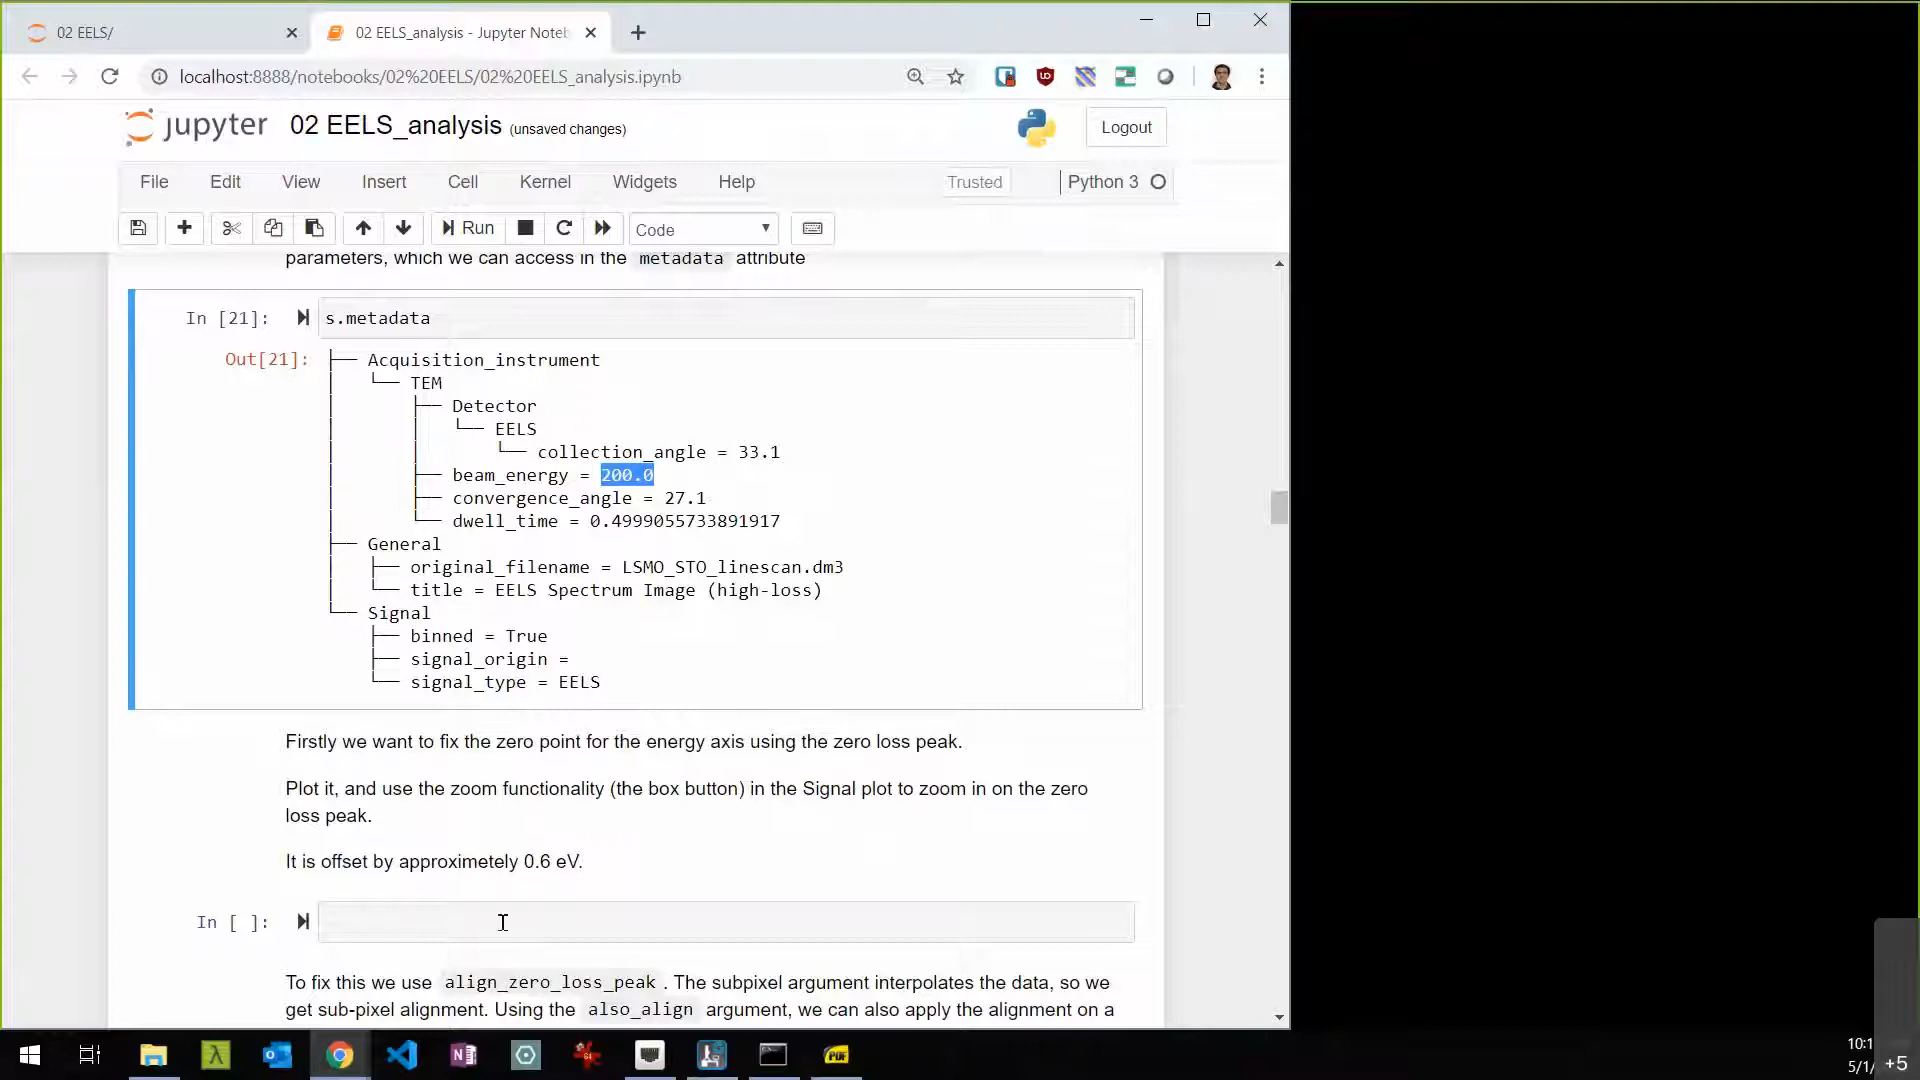 02 EELS/
02 EELS_analysis - Jupyter Noteb
localhost:8888/notebooks/02%20EELS/02%20EELS_analysis.ipynb
jupyter 02 EELS_analysis (unsaved changes)
Logout
File Edit View Insert Cell Kernel Widgets Help Trusted Python 3
Run Code
parameters, which we can access in the metadata attribute
In [21]: s.metadata
Out[21]: ├── Acquisition_instrument
│   └── TEM
│       ├── Detector
│       │   └── EELS
│       │       └── collection_angle = 33.1
│       ├── beam_energy = 200.0
│       ├── convergence_angle = 27.1
│       └── dwell_time = 0.4999055733891917
├── General
│   ├── original_filename = LSMO_STO_linescan.dm3
│   └── title = EELS Spectrum Image (high-loss)
└── Signal
    ├── binned = True
    ├── signal_origin =
    └── signal_type = EELS
Firstly we want to fix the zero point for the energy axis using the zero loss peak.
Plot it, and use the zoom functionality (the box button) in the Signal plot to zoom in on the zero
loss peak.
It is offset by approximetely 0.6 eV.
In [ ]:
To fix this we use align_zero_loss_peak . The subpixel argument interpolates the data, so we
get sub-pixel alignment. Using the also_align argument, we can also apply the alignment on a
10:1
5/1/
+5